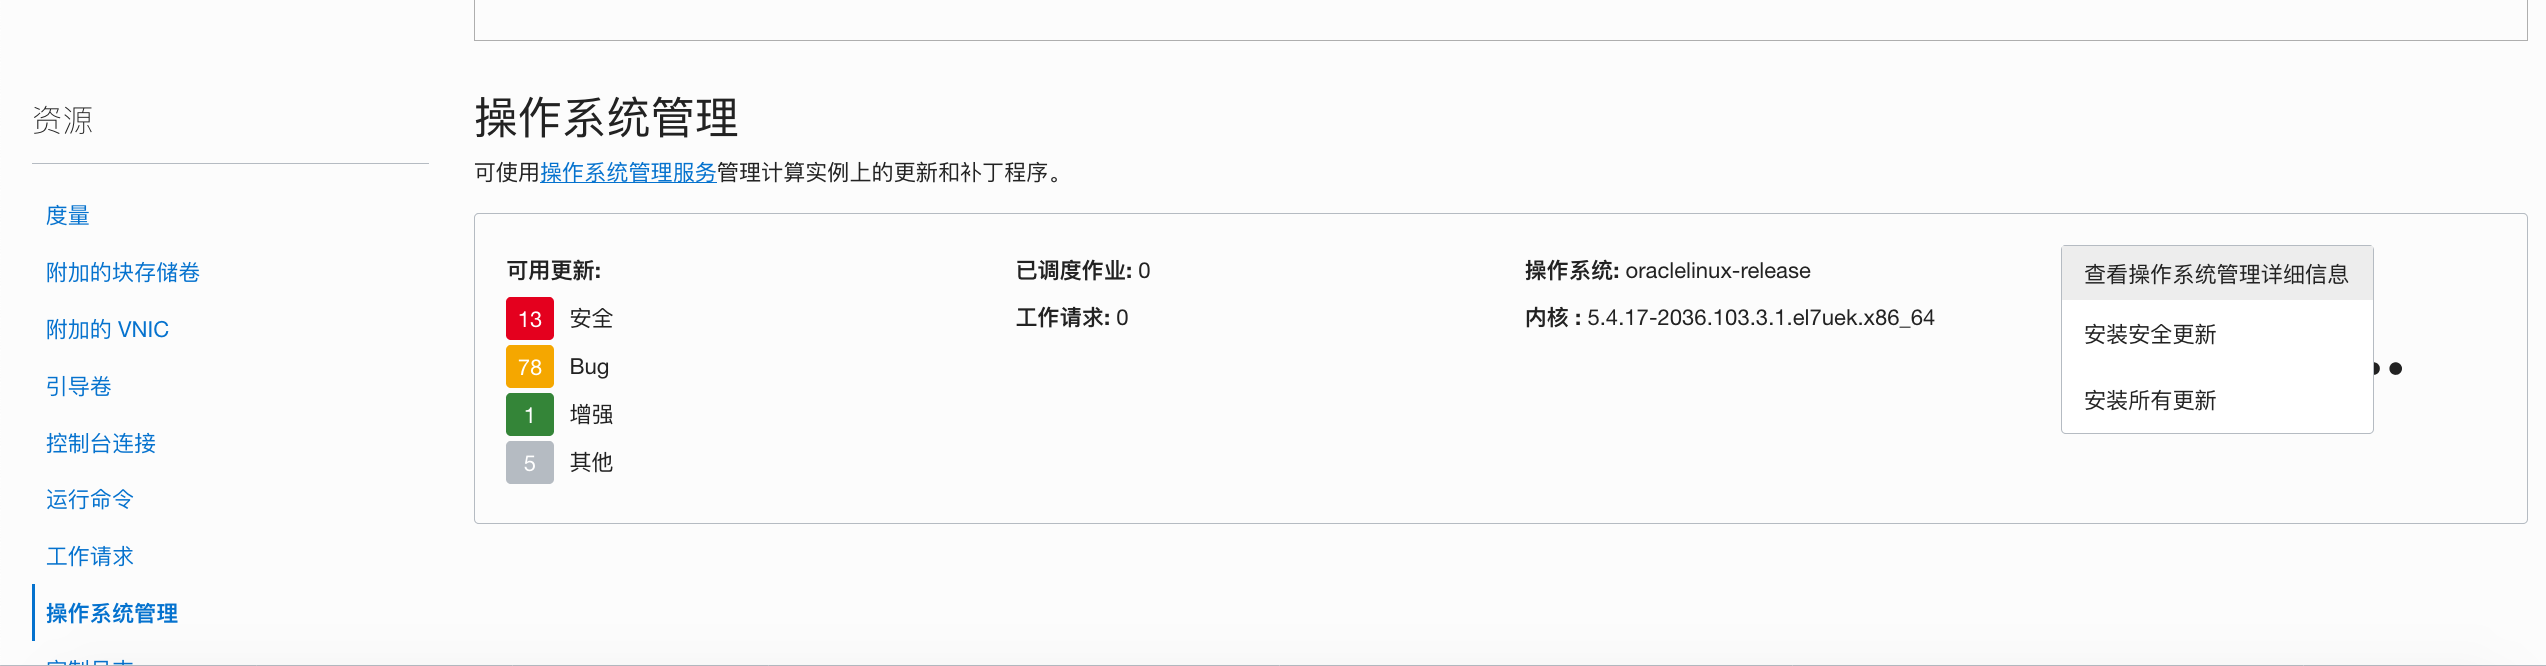 资源
度量
附加的块存储卷
附加的 VNIC
引导卷
控制台连接
运行命令
工作请求
操作系统管理
操作系统管理
可使用操作系统管理服务管理计算实例上的更新和补丁程序。
可用更新:
13 安全
78 Bug
1 增强
5 其他
已调度作业: 0
工作请求: 0
操作系统: oraclelinux-release
内核 : 5.4.17-2036.103.3.1.el7uek.x86_64
查看操作系统管理详细信息
安装安全更新
安装所有更新